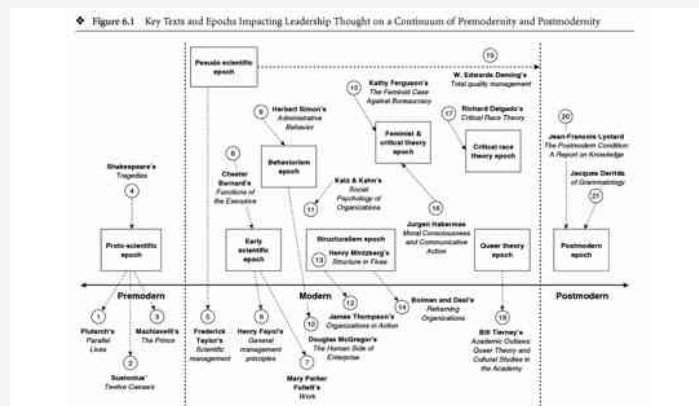 ❖ Figure 6.1 Key Texts and Epochs Impacting Leadership Thought on a Continuum of Premodernity and Postmodernity
Pseudo scientific
epoch
19
W. Edwards Deming's
Total quality management
Kathy Ferguson's
The Feminist Case
Against Bureaucracy
15
Richard Delgado's
Critical Race Theory
17
20
Herbert Simon's
Administrative
Behavior
9
Feminist &
critical theory
epoch
Critical race
theory epoch
Jean-Francois Lyotard
The Postmodern Condition:
A Report on Knowledge
8
Behaviorism
epoch
Shakespeare's
Tragedies
4
Chester
Barnard's
Functions of
the Executive
Katz & Kahn's
Social
Psychology of
Organizations
11
Jacques Derrida
of Grammatology
21
16
Jurgen Habermas
Moral Consciousness
and Communicative
Action
Proto-scientific
epoch
Early
scientific
epoch
Structuralism epoch
13
Henry Mintzberg's
Structure in Fives
Queer theory
epoch
Postmodern
epoch
Premodern
Modern
Postmodern
1
Plutarch's
Parallel
Lives
3
Machiavelli's
The Prince
2
Suetonius'
Twelve Caesars
5
Frederick
Taylor's
Scientific
management
6
Henry Fayol's
General
management
principles
7
Mary Parker
Follett's
Work
10
Douglas McGregor's
The Human Side of
Enterprise
12
James Thompson's
Organizations in Action
14
Bolman and Deal's
Reframing
Organizations
Bill Tierney's
Academic Outlaws:
Queer Theory and
Cultural Studies in
the Academy